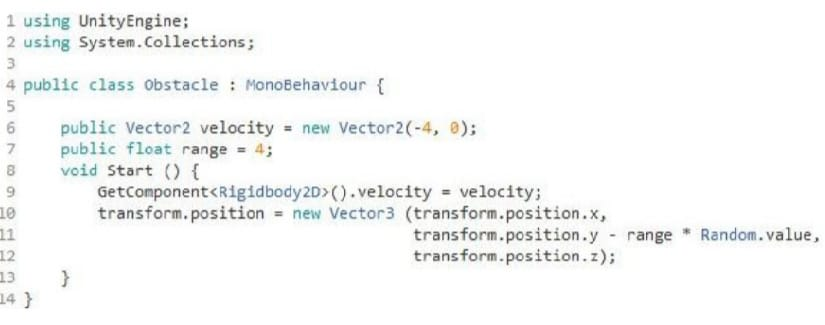 1 using UnityEngine;
2 using System.Collections;
3
4 public class Obstacle : MonoBehaviour {
5
6     public Vector2 velocity = new Vector2(-4, 0);
7     public float range = 4;
8     void Start () {
9         GetComponent<Rigidbody2D>().velocity = velocity;
10         transform.position = new Vector3 (transform.position.x,
11                                           transform.position.y - range * Random.value,
12                                           transform.position.z);
13     }
14 }